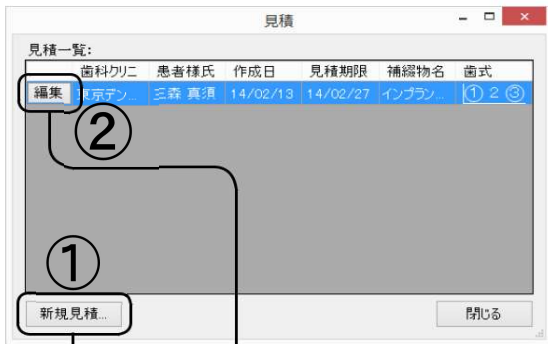 見積
見積一覧:
歯科クリニ 患者様氏 作成日 見積期限 補綴物名 歯式
編集 東京デン... 三森 真須 14/02/13 14/02/27 インプラン... ① 2 ③
②
①
新規見積... 閉じる